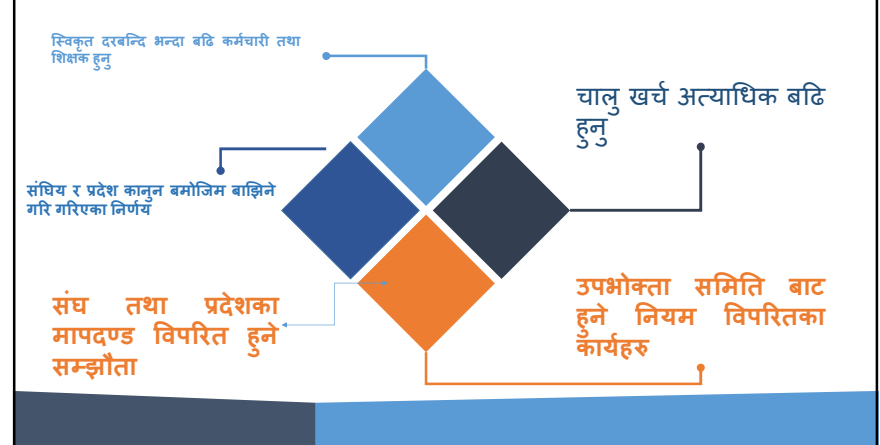 स्विकृत दरबन्दि भन्दा बढि कर्मचारी तथा
शिक्षक हुनु
चालु खर्च अत्याधिक बढि
हुनु
संघिय र प्रदेश कानुन बमोजिम बाझिने
गरि गरिएका निर्णय
संघ तथा प्रदेशका
मापदण्ड विपरित हुने
सम्झौता
उपभोक्ता समिति बाट
हुने नियम विपरितका
कार्यहरु